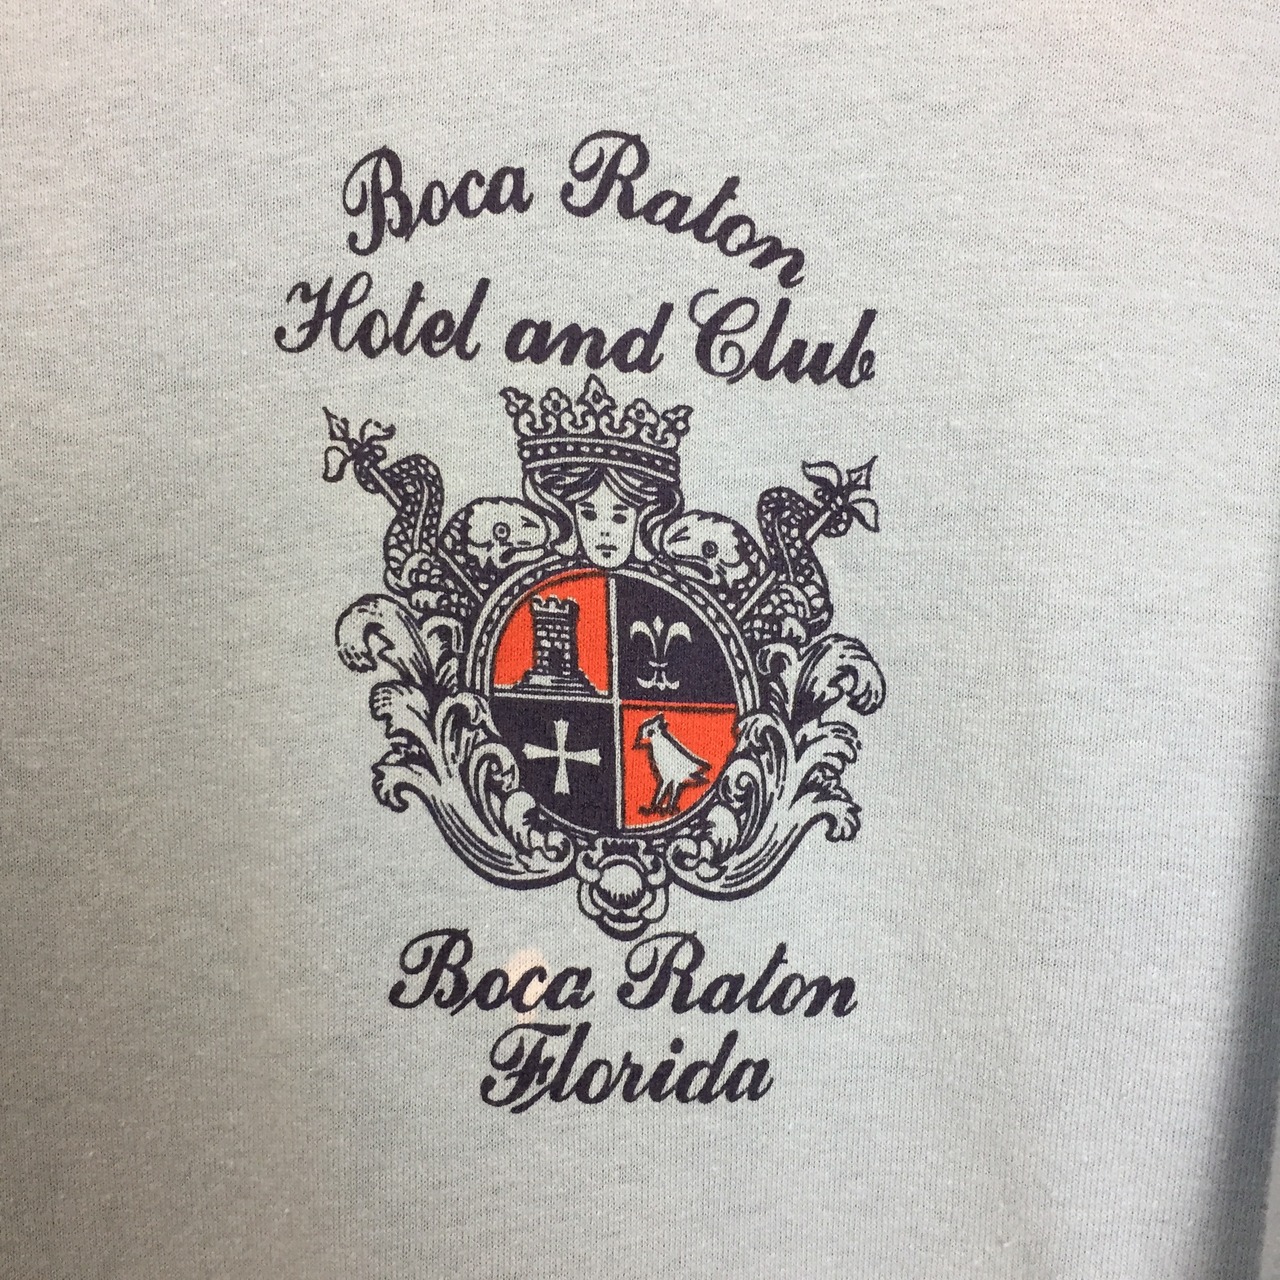 Boca Raton
Hotel and Club
Boca Raton
Florida